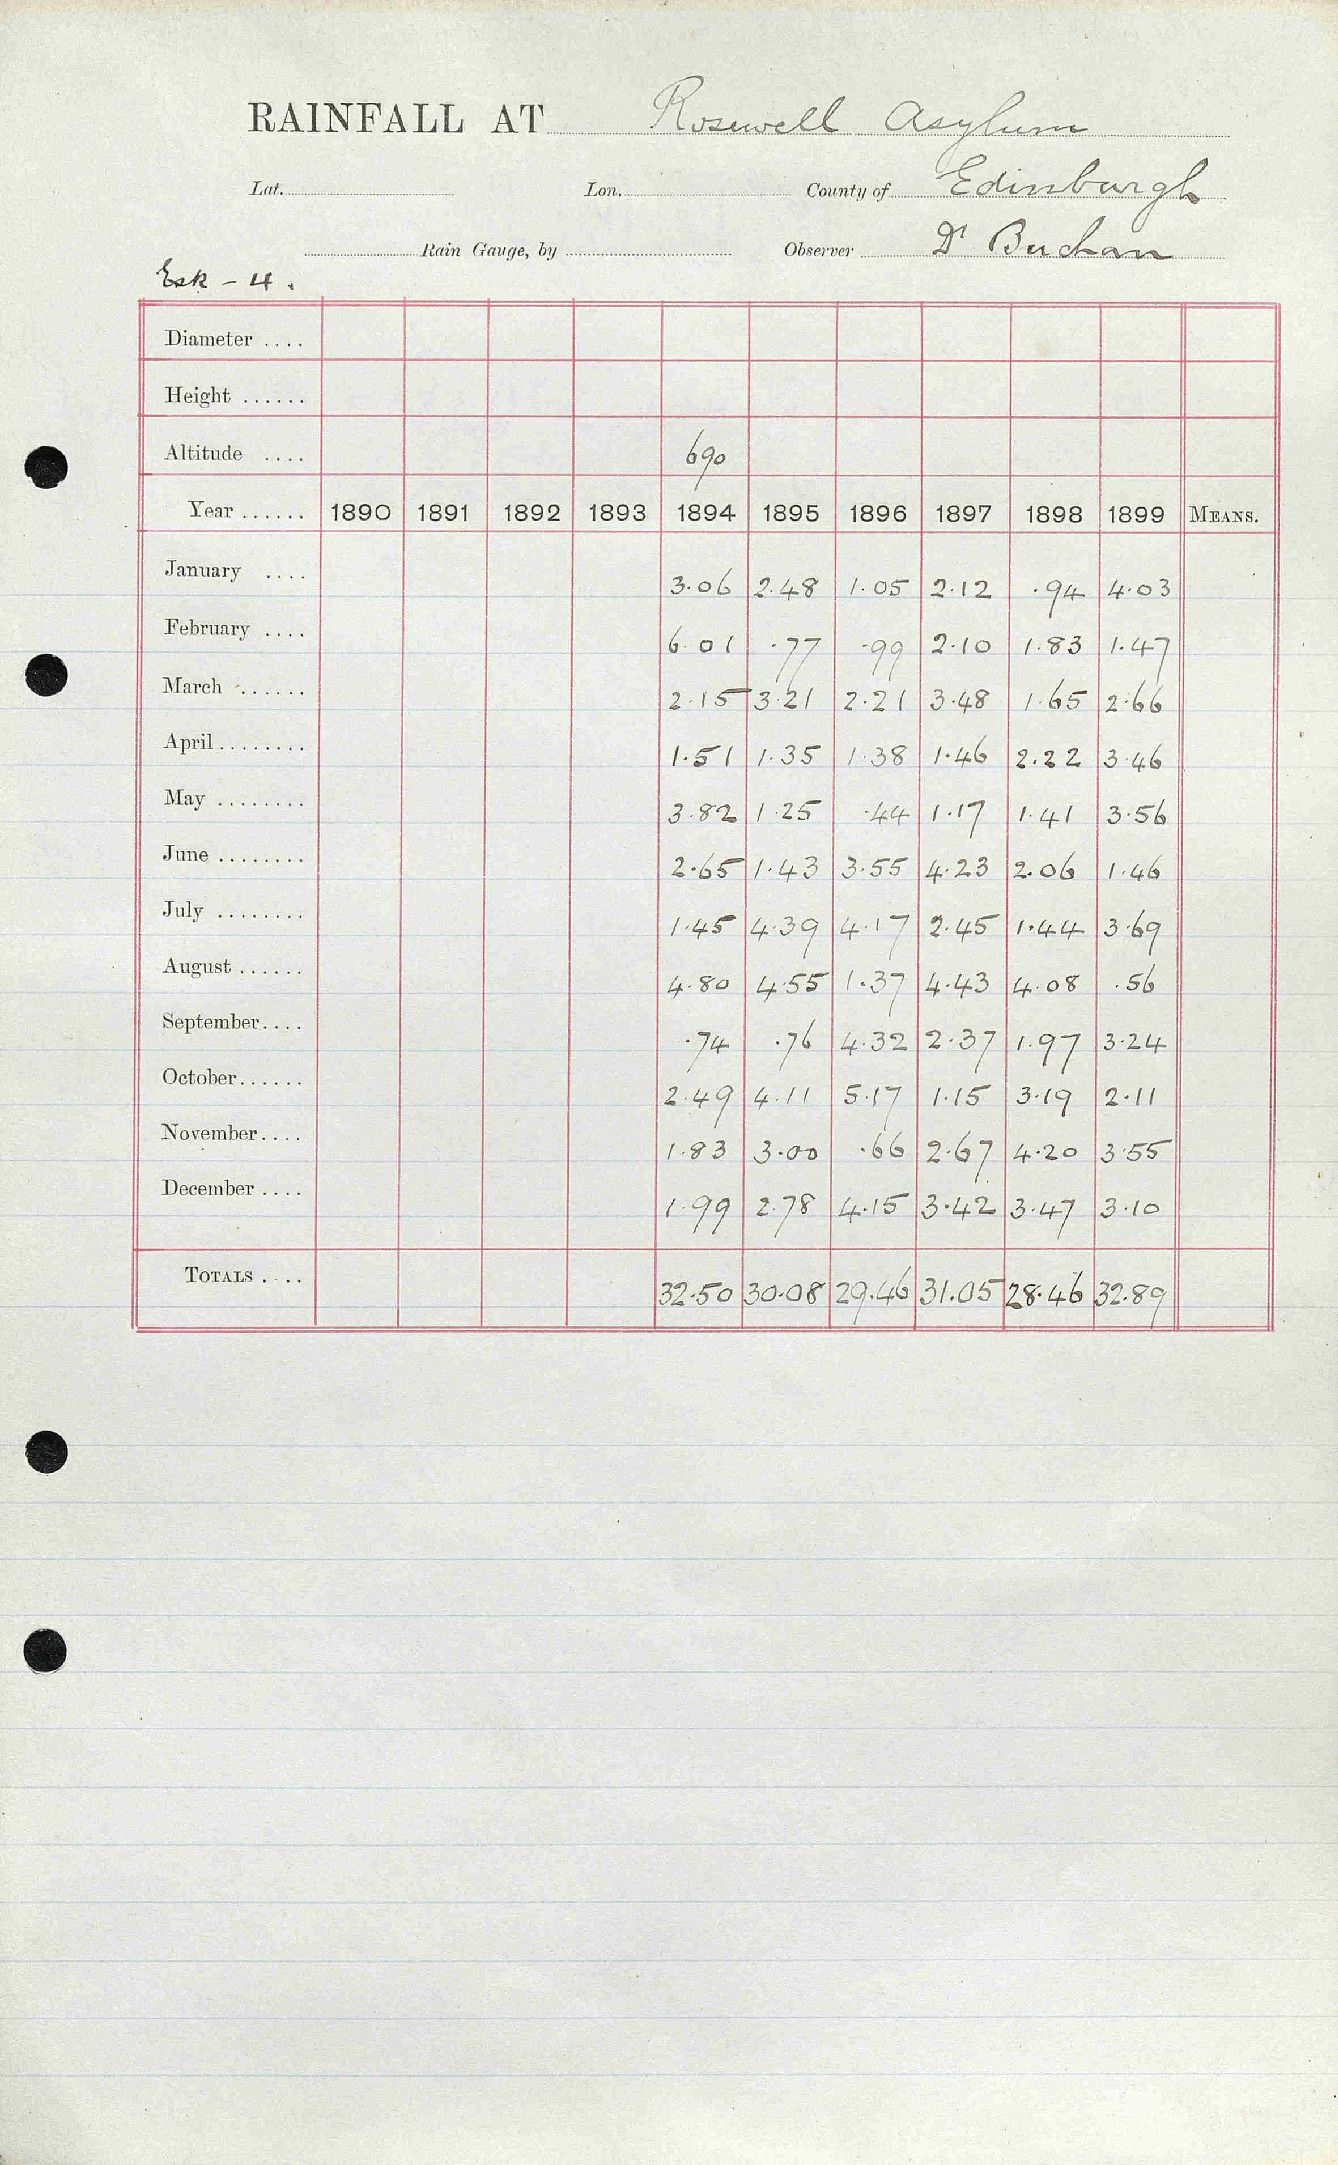 RAINFALL AT Rosewell Asylum
Lat. Lon. County of Edinburgh
Rain Gauge, by Observer Dr Buchan
Esk - 4.
Diameter ....
Height ......
Altitude .... 690
Year ...... 1890 1891 1892 1893 1894 1895 1896 1897 1898 1899 MEANS.
January .... 3.06 2.48 1.05 2.12 .94 4.03
February .... 6.01 .77 .99 2.10 1.83 1.47
March ...... 2.15 3.21 2.21 3.48 1.65 2.66
April ........ 1.51 1.35 1.38 1.46 2.22 3.46
May ........ 3.82 1.25 .44 1.17 1.41 3.56
June ........ 2.65 1.43 3.55 4.23 2.06 1.46
July ........ 1.45 4.39 4.17 2.45 1.44 3.69
August ...... 4.80 4.55 1.37 4.43 4.08 .56
September.... .74 .76 4.32 2.37 1.97 3.24
October...... 2.49 4.11 5.17 1.15 3.19 2.11
November.... 1.83 3.00 .66 2.67 4.20 3.55
December .... 1.99 2.78 4.15 3.42 3.47 3.10
TOTALS .... 32.50 30.08 29.46 31.05 28.46 32.89